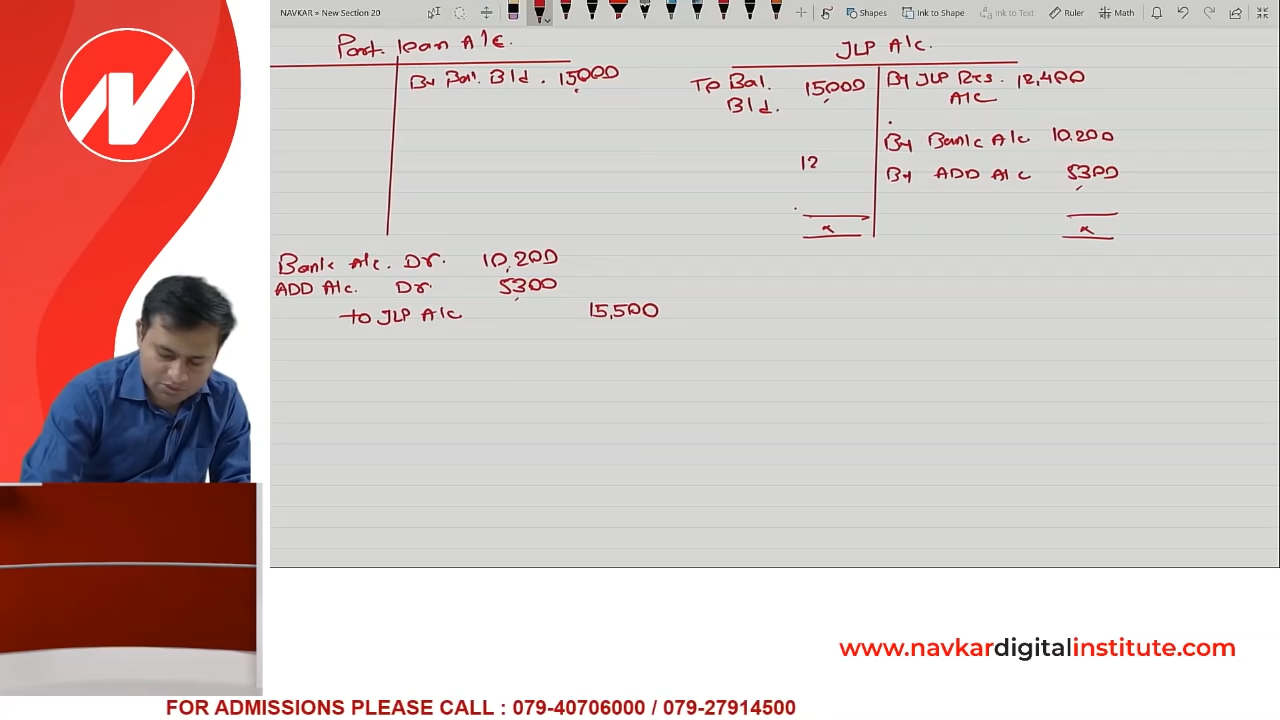 NAVKAR » New Section 20
Shapes
Ink to Shape
Ink to Text
Ruler
Math
Part. loan A/c.
By Bal. B/d. 15000
JLP A/c.
To Bal. 15000
B/d.
By JLP Res. 12,400
A/c
By Bank A/c 10,200
12
By ADD A/c 5300
x x
Bank A/c. Dr. 10,200
ADD A/c. Dr. 5300
To JLP A/c 15,500
www.navkardigitalinstitute.com
FOR ADMISSIONS PLEASE CALL : 079-40706000 / 079-27914500